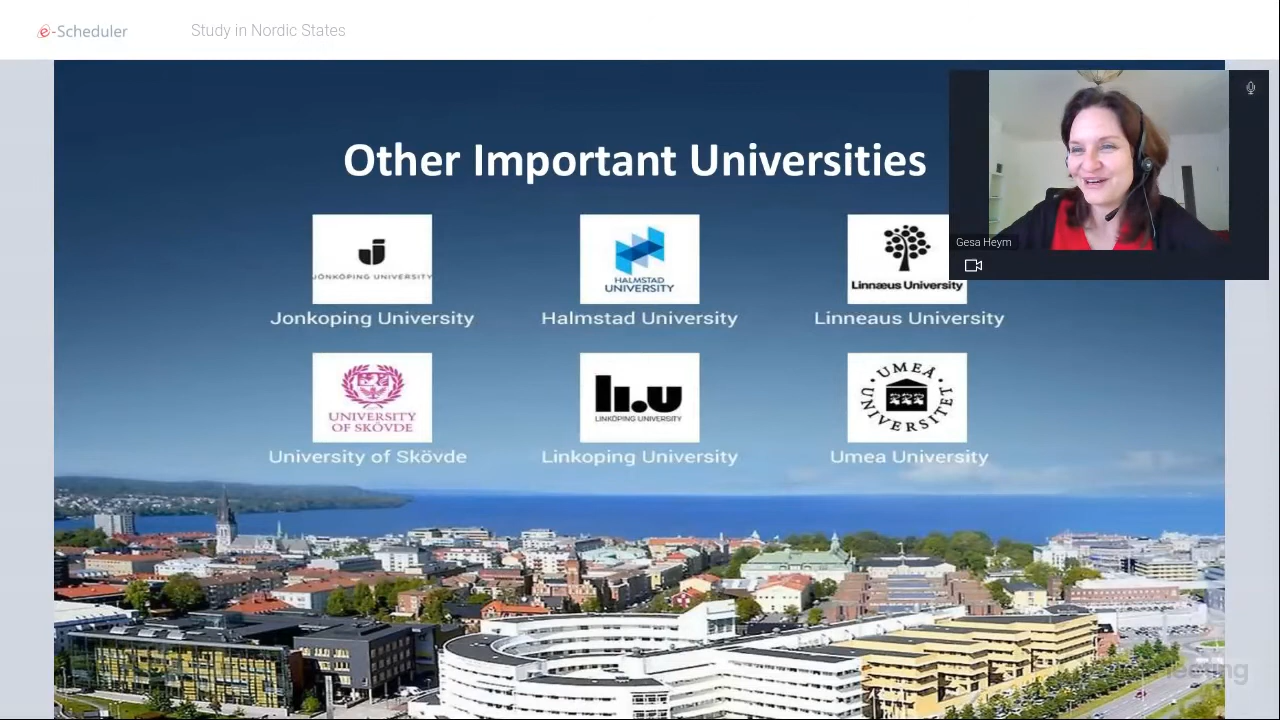 e-Scheduler
Study in Nordic States
Other Important Universities
Gesa Heym
JÖNKÖPING UNIVERSITY
HALMSTAD
UNIVERSITY
Linnæus University
Jonkoping University
Halmstad University
Linneaus University
UNIVERSITY
OF SKÖVDE
li.u
LINKÖPING UNIVERSITY
UMEÅ UNIVERSITET
University of Skövde
Linkoping University
Umea University